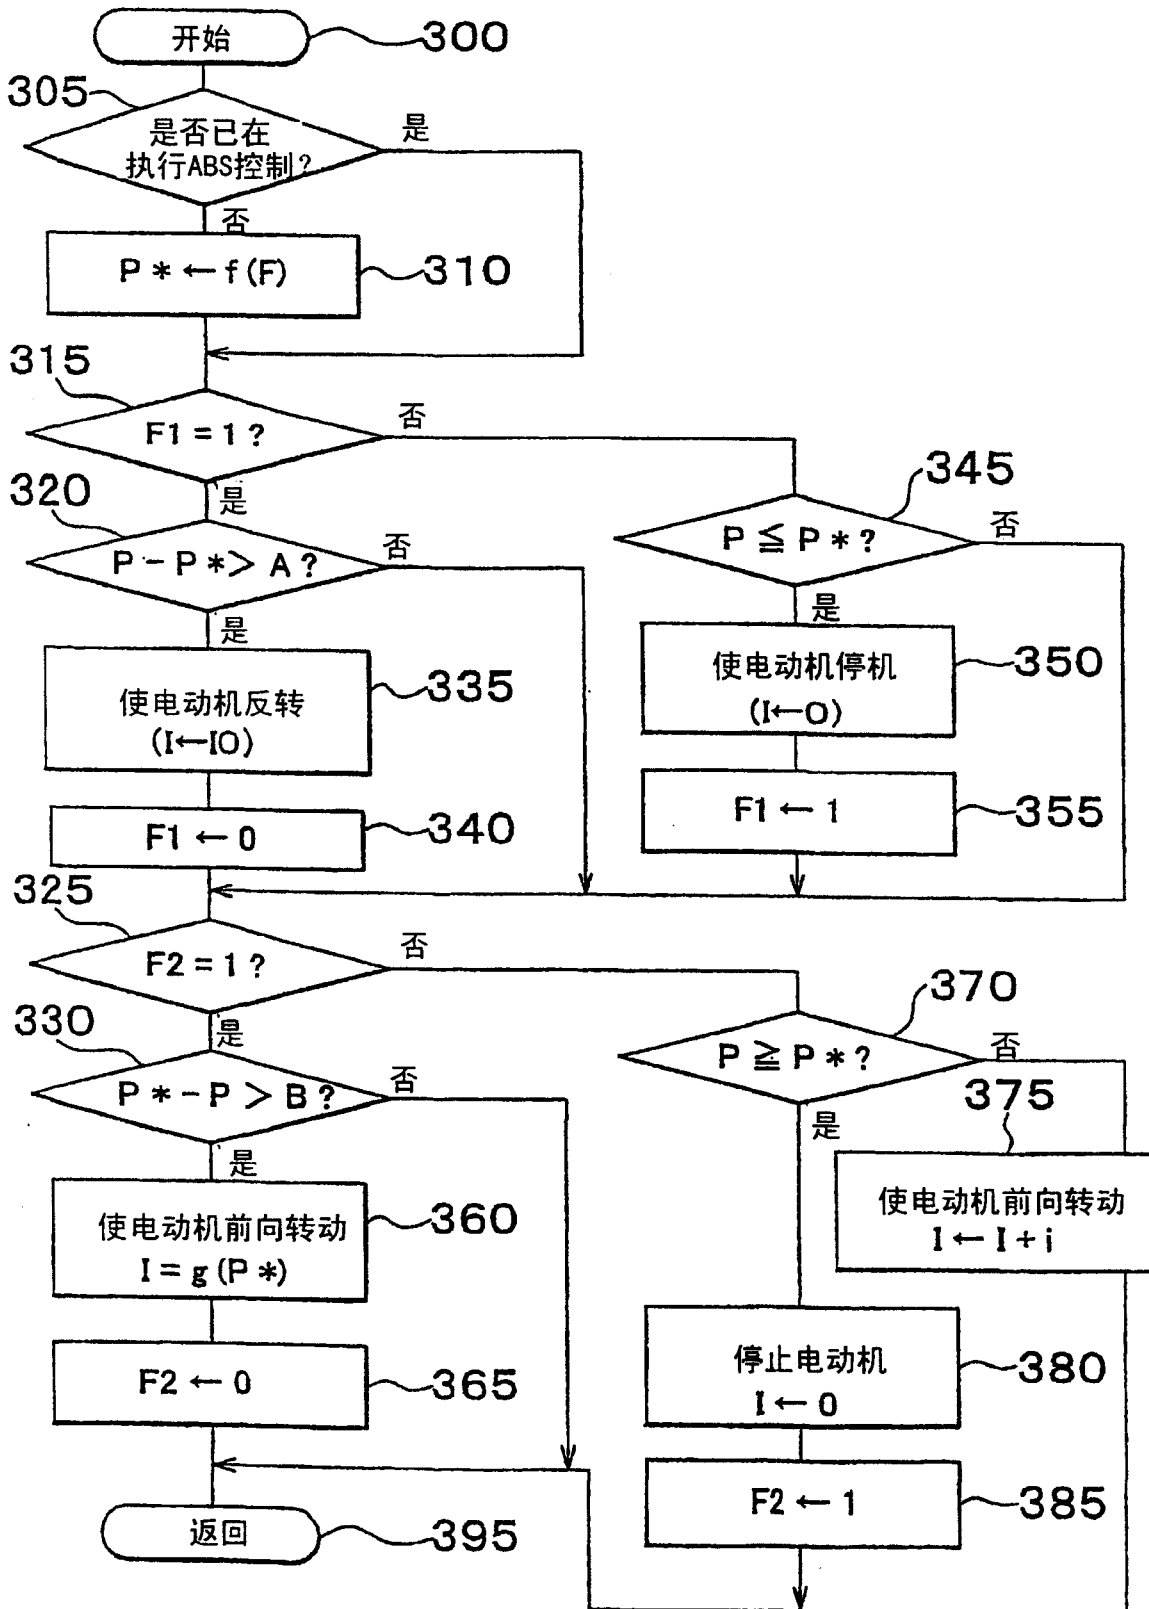 开始
300
305
是否已在
执行ABS控制?
是
否
P * ← f (F)
310
315
F1 = 1 ?
否
是
320
P − P * > A ?
否
是
345
P ≦ P * ?
否
是
使电动机反转
(I←I0)
335
使电动机停机
(I←0)
350
F1 ← 0
340
F1 ← 1
355
325
F2 = 1 ?
否
是
330
P * − P > B ?
否
是
370
P ≧ P * ?
否
是
375
使电动机前向转动
I ← I + i
使电动机前向转动
I = g (P *)
360
F2 ← 0
365
停止电动机
I ← 0
380
F2 ← 1
385
返回
395